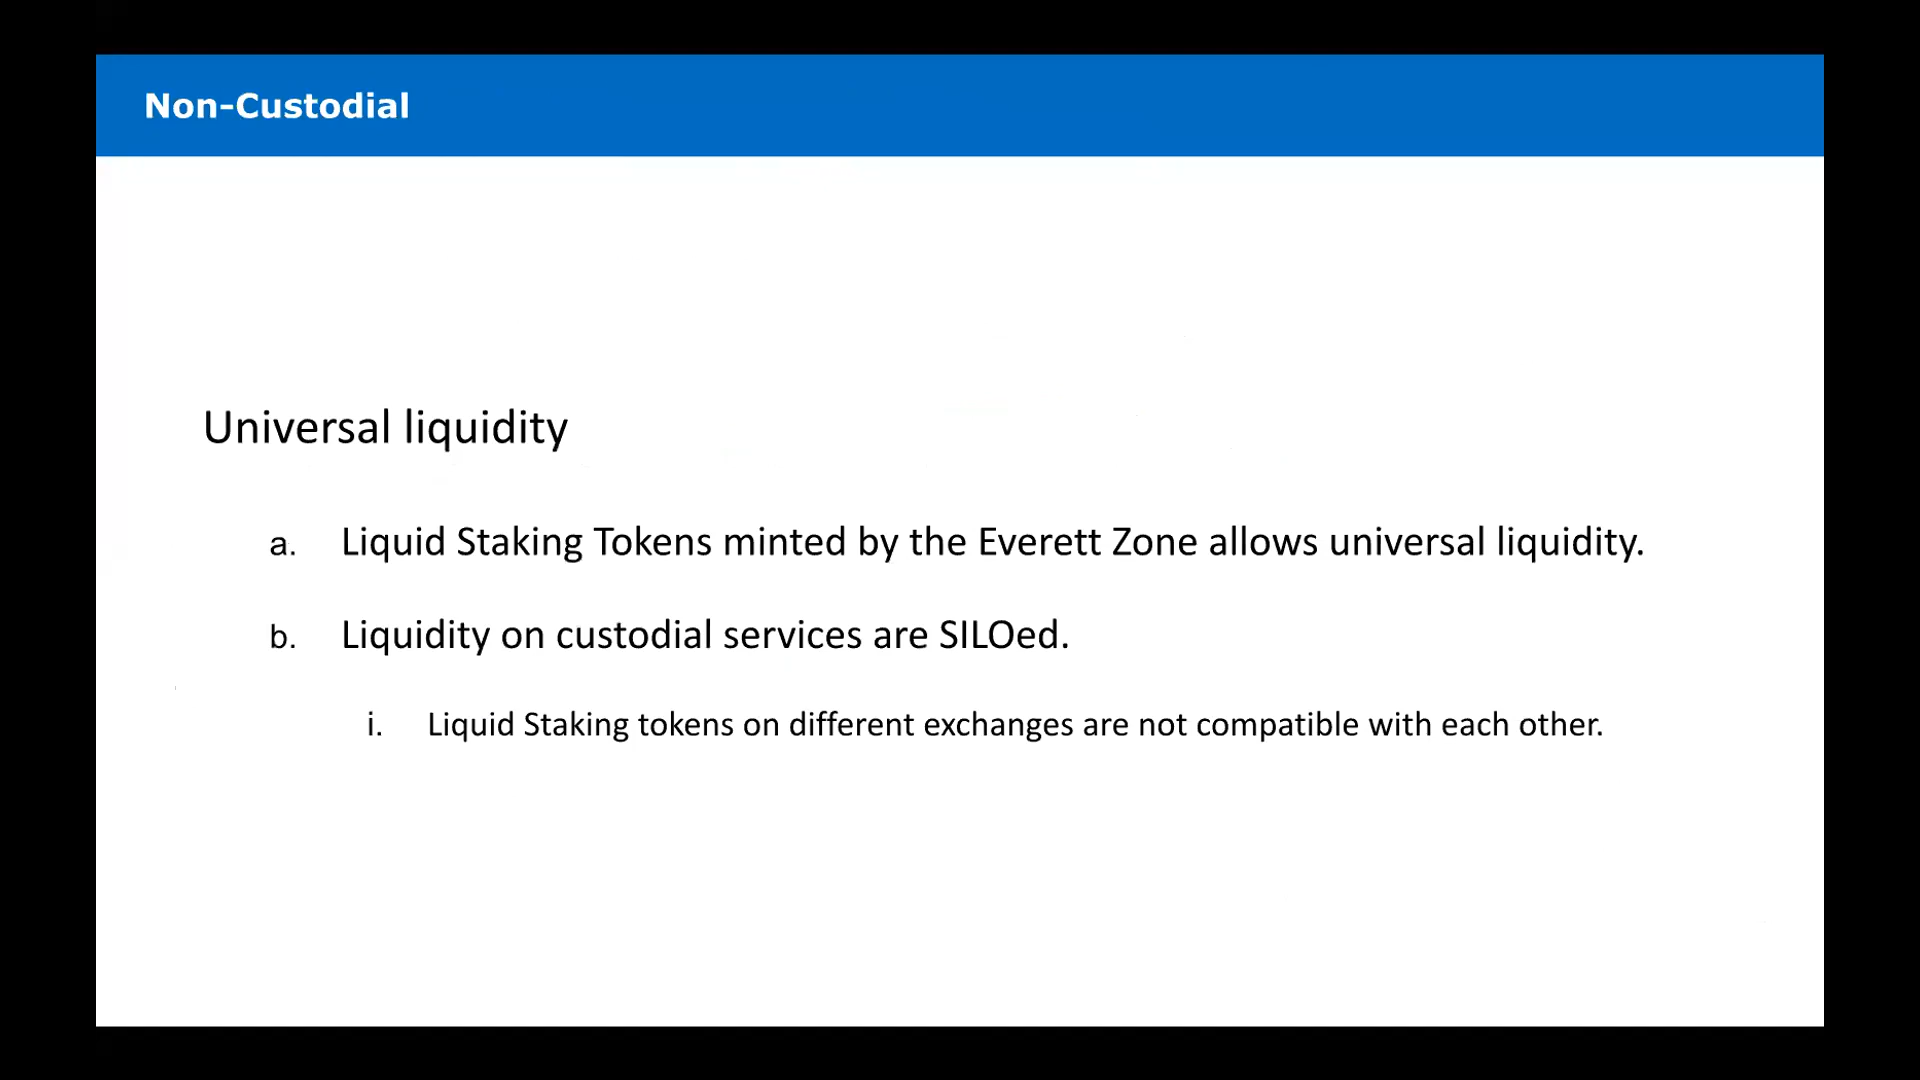 Non-Custodial
Universal liquidity
a. Liquid Staking Tokens minted by the Everett Zone allows universal liquidity.
b. Liquidity on custodial services are SILOed.
i. Liquid Staking tokens on different exchanges are not compatible with each other.